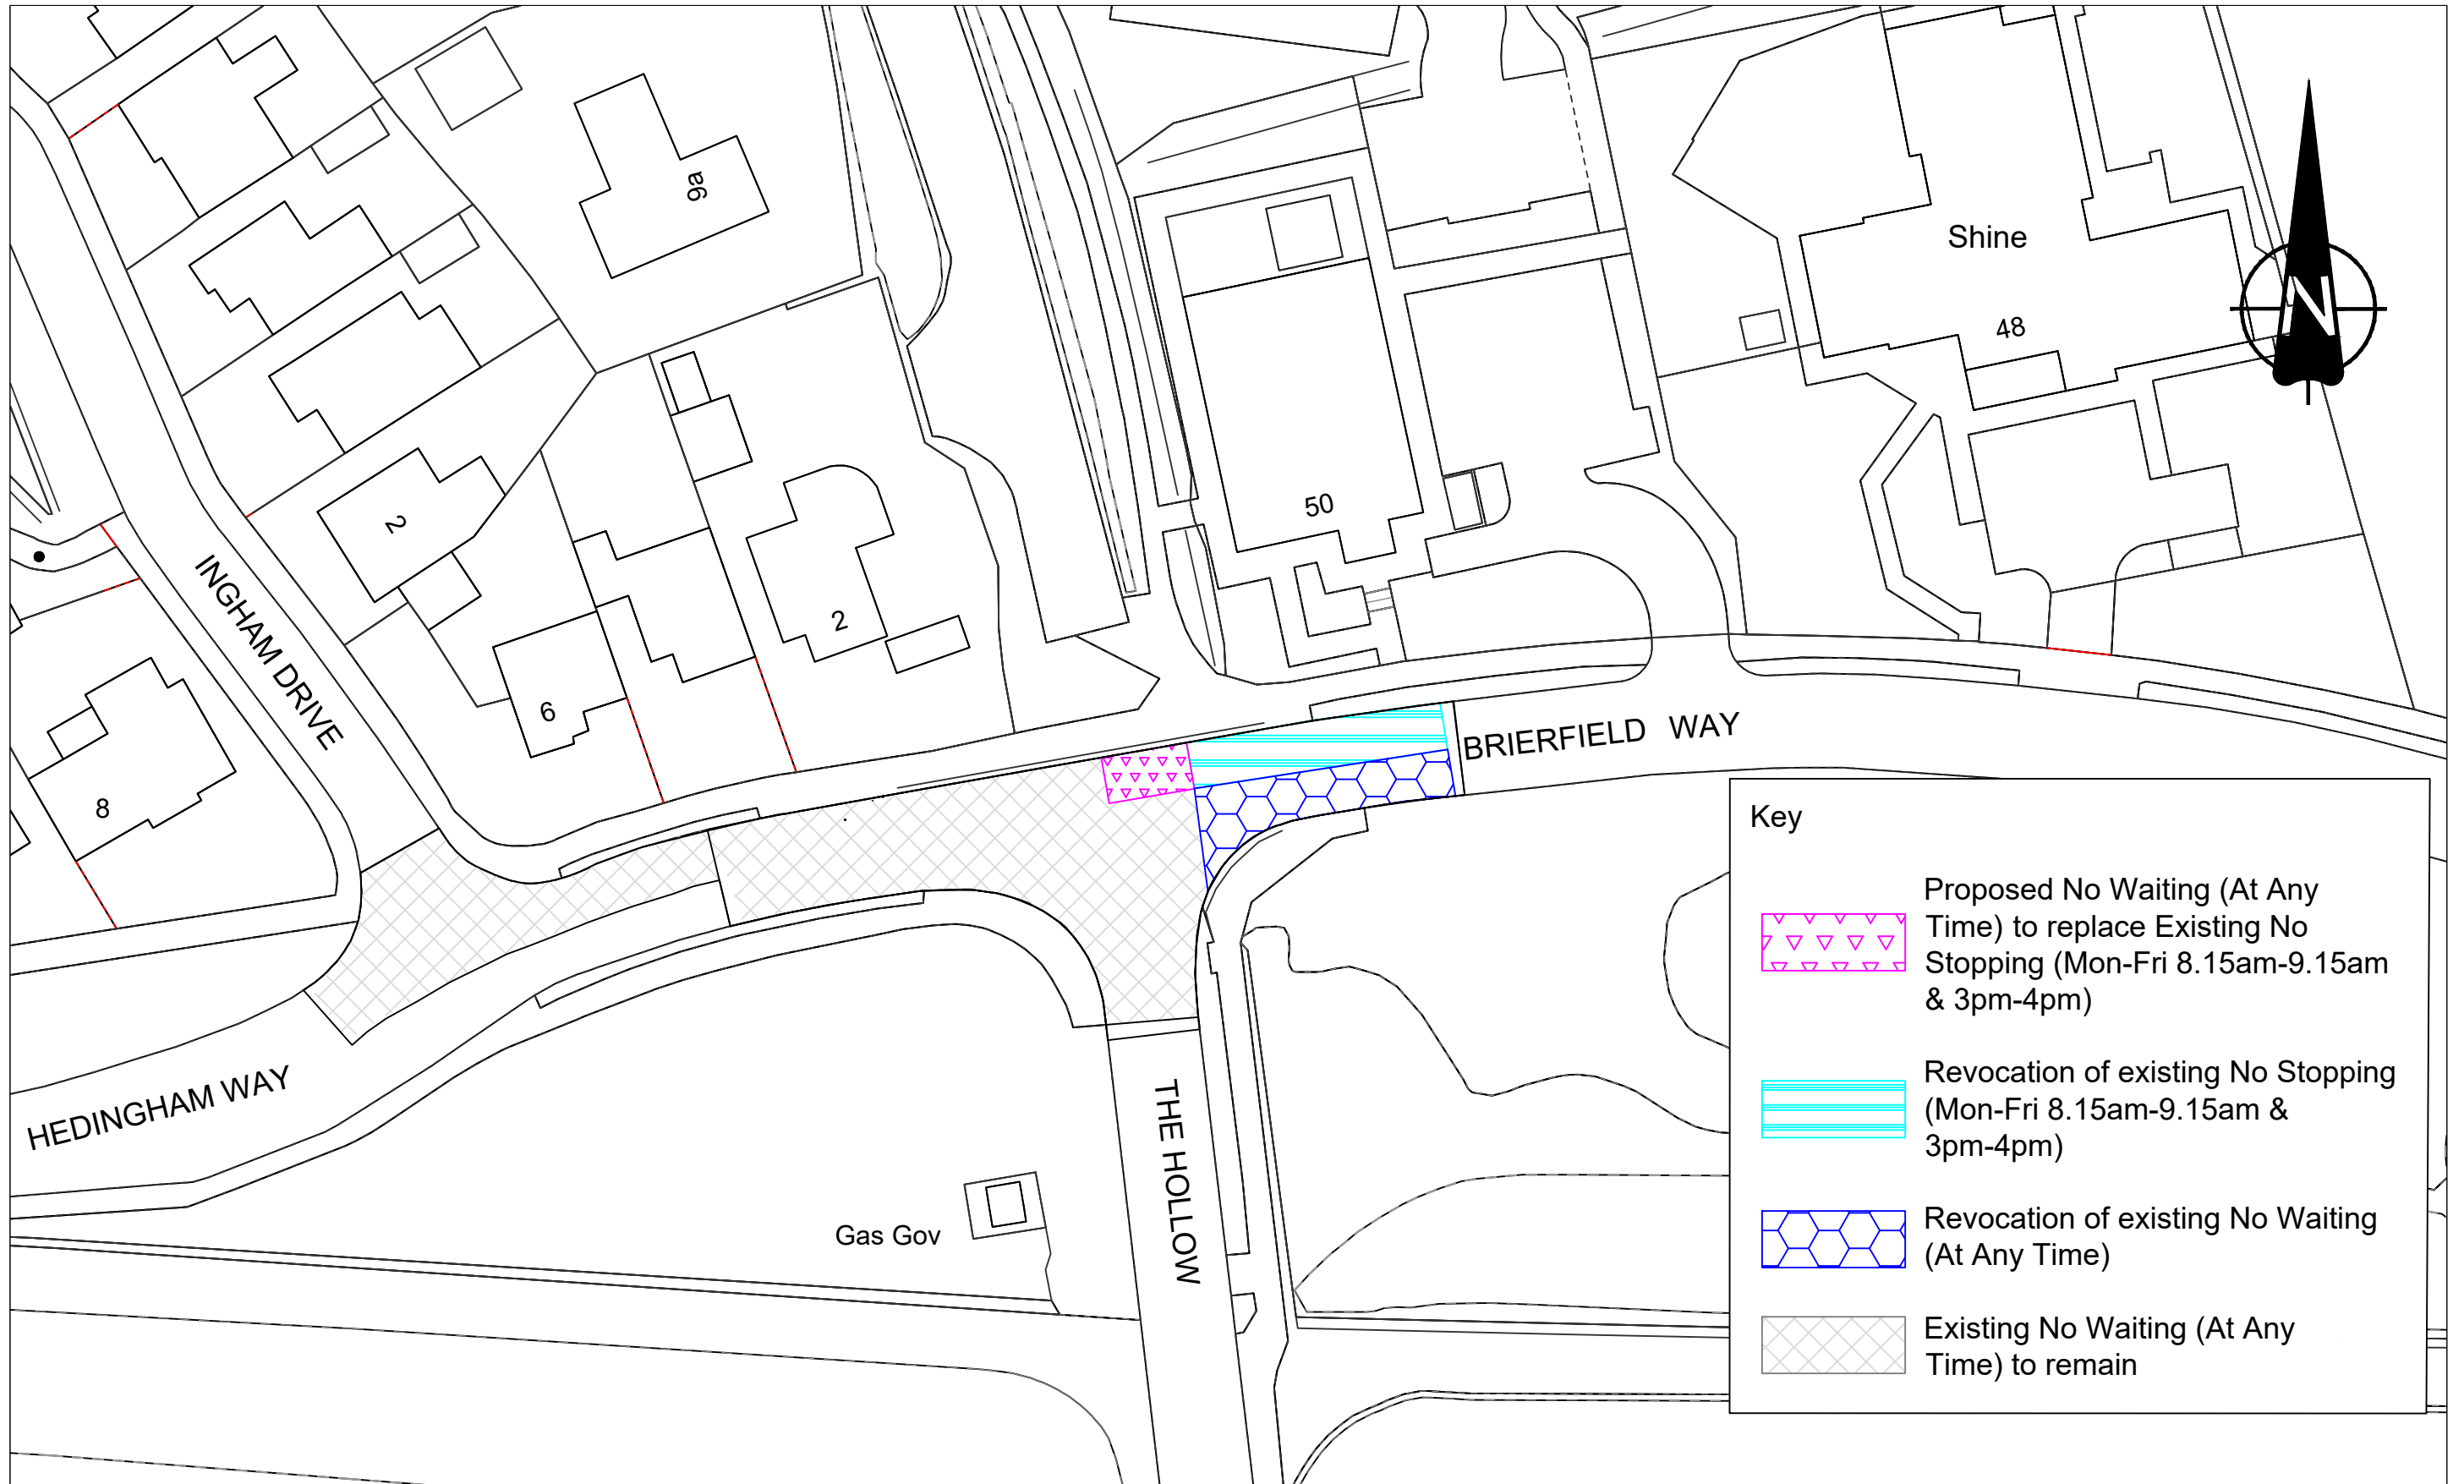 9a
Shine
48
50
2
2
6
8
INGHAM DRIVE
BRIERFIELD WAY
HEDINGHAM WAY
THE HOLLOW
Gas Gov
N
Key
Proposed No Waiting (At Any
Time) to replace Existing No
Stopping (Mon-Fri 8.15am-9.15am
& 3pm-4pm)
Revocation of existing No Stopping
(Mon-Fri 8.15am-9.15am &
3pm-4pm)
Revocation of existing No Waiting
(At Any Time)
Existing No Waiting (At Any
Time) to remain